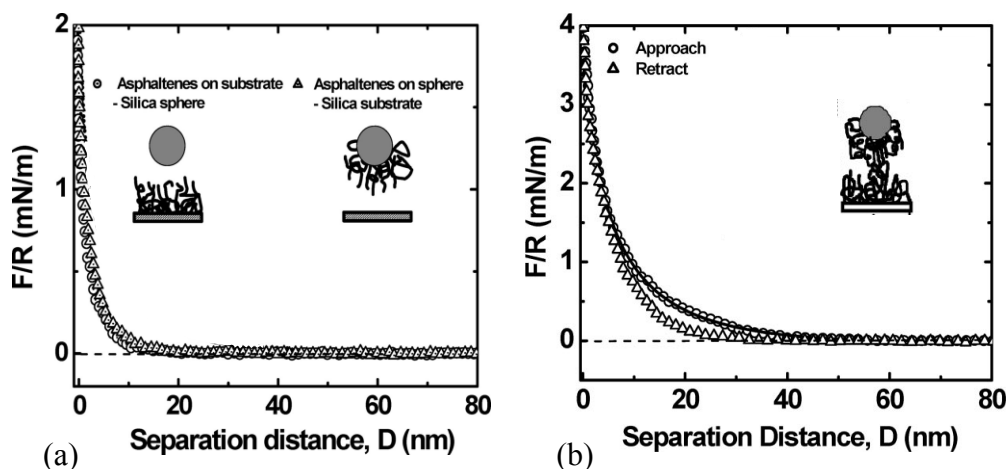 2
1
0
F/R (mN/m)
Asphaltenes on substrate
- Silica sphere
Asphaltenes on sphere
- Silica substrate
0 20 40 60 80
Separation distance, D (nm)
(a)
4
3
2
1
0
F/R (mN/m)
Approach
Retract
0 20 40 60 80
Separation Distance, D (nm)
(b)